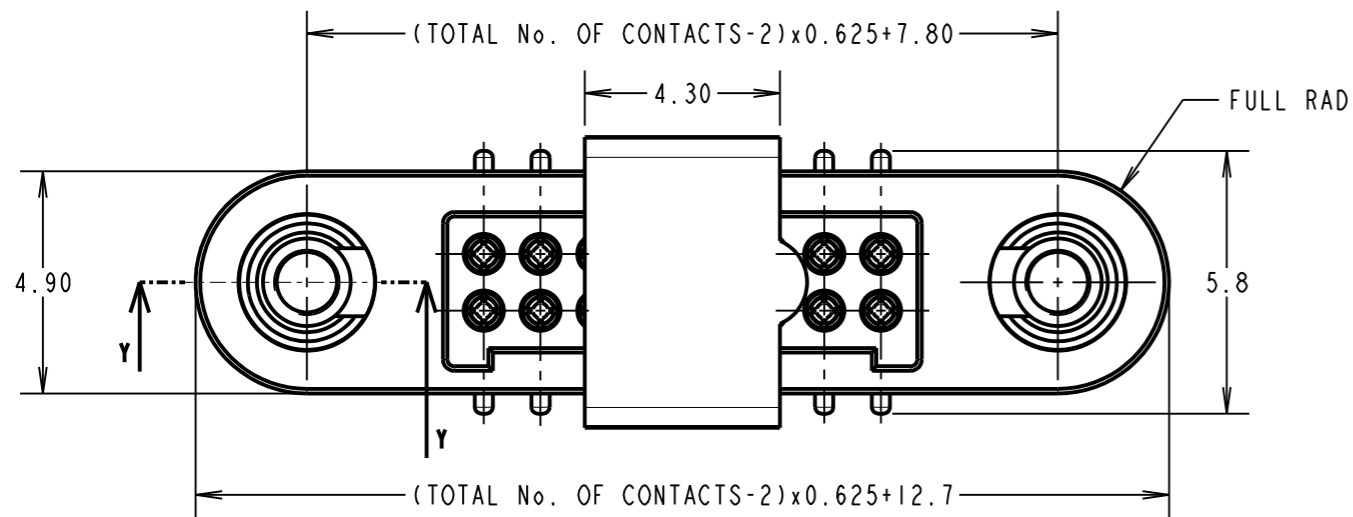 (TOTAL No. OF CONTACTS-2)x0.625+7.80
4.30
FULL RAD
4.90
5.8
Y
Y
(TOTAL No. OF CONTACTS-2)x0.625+12.7